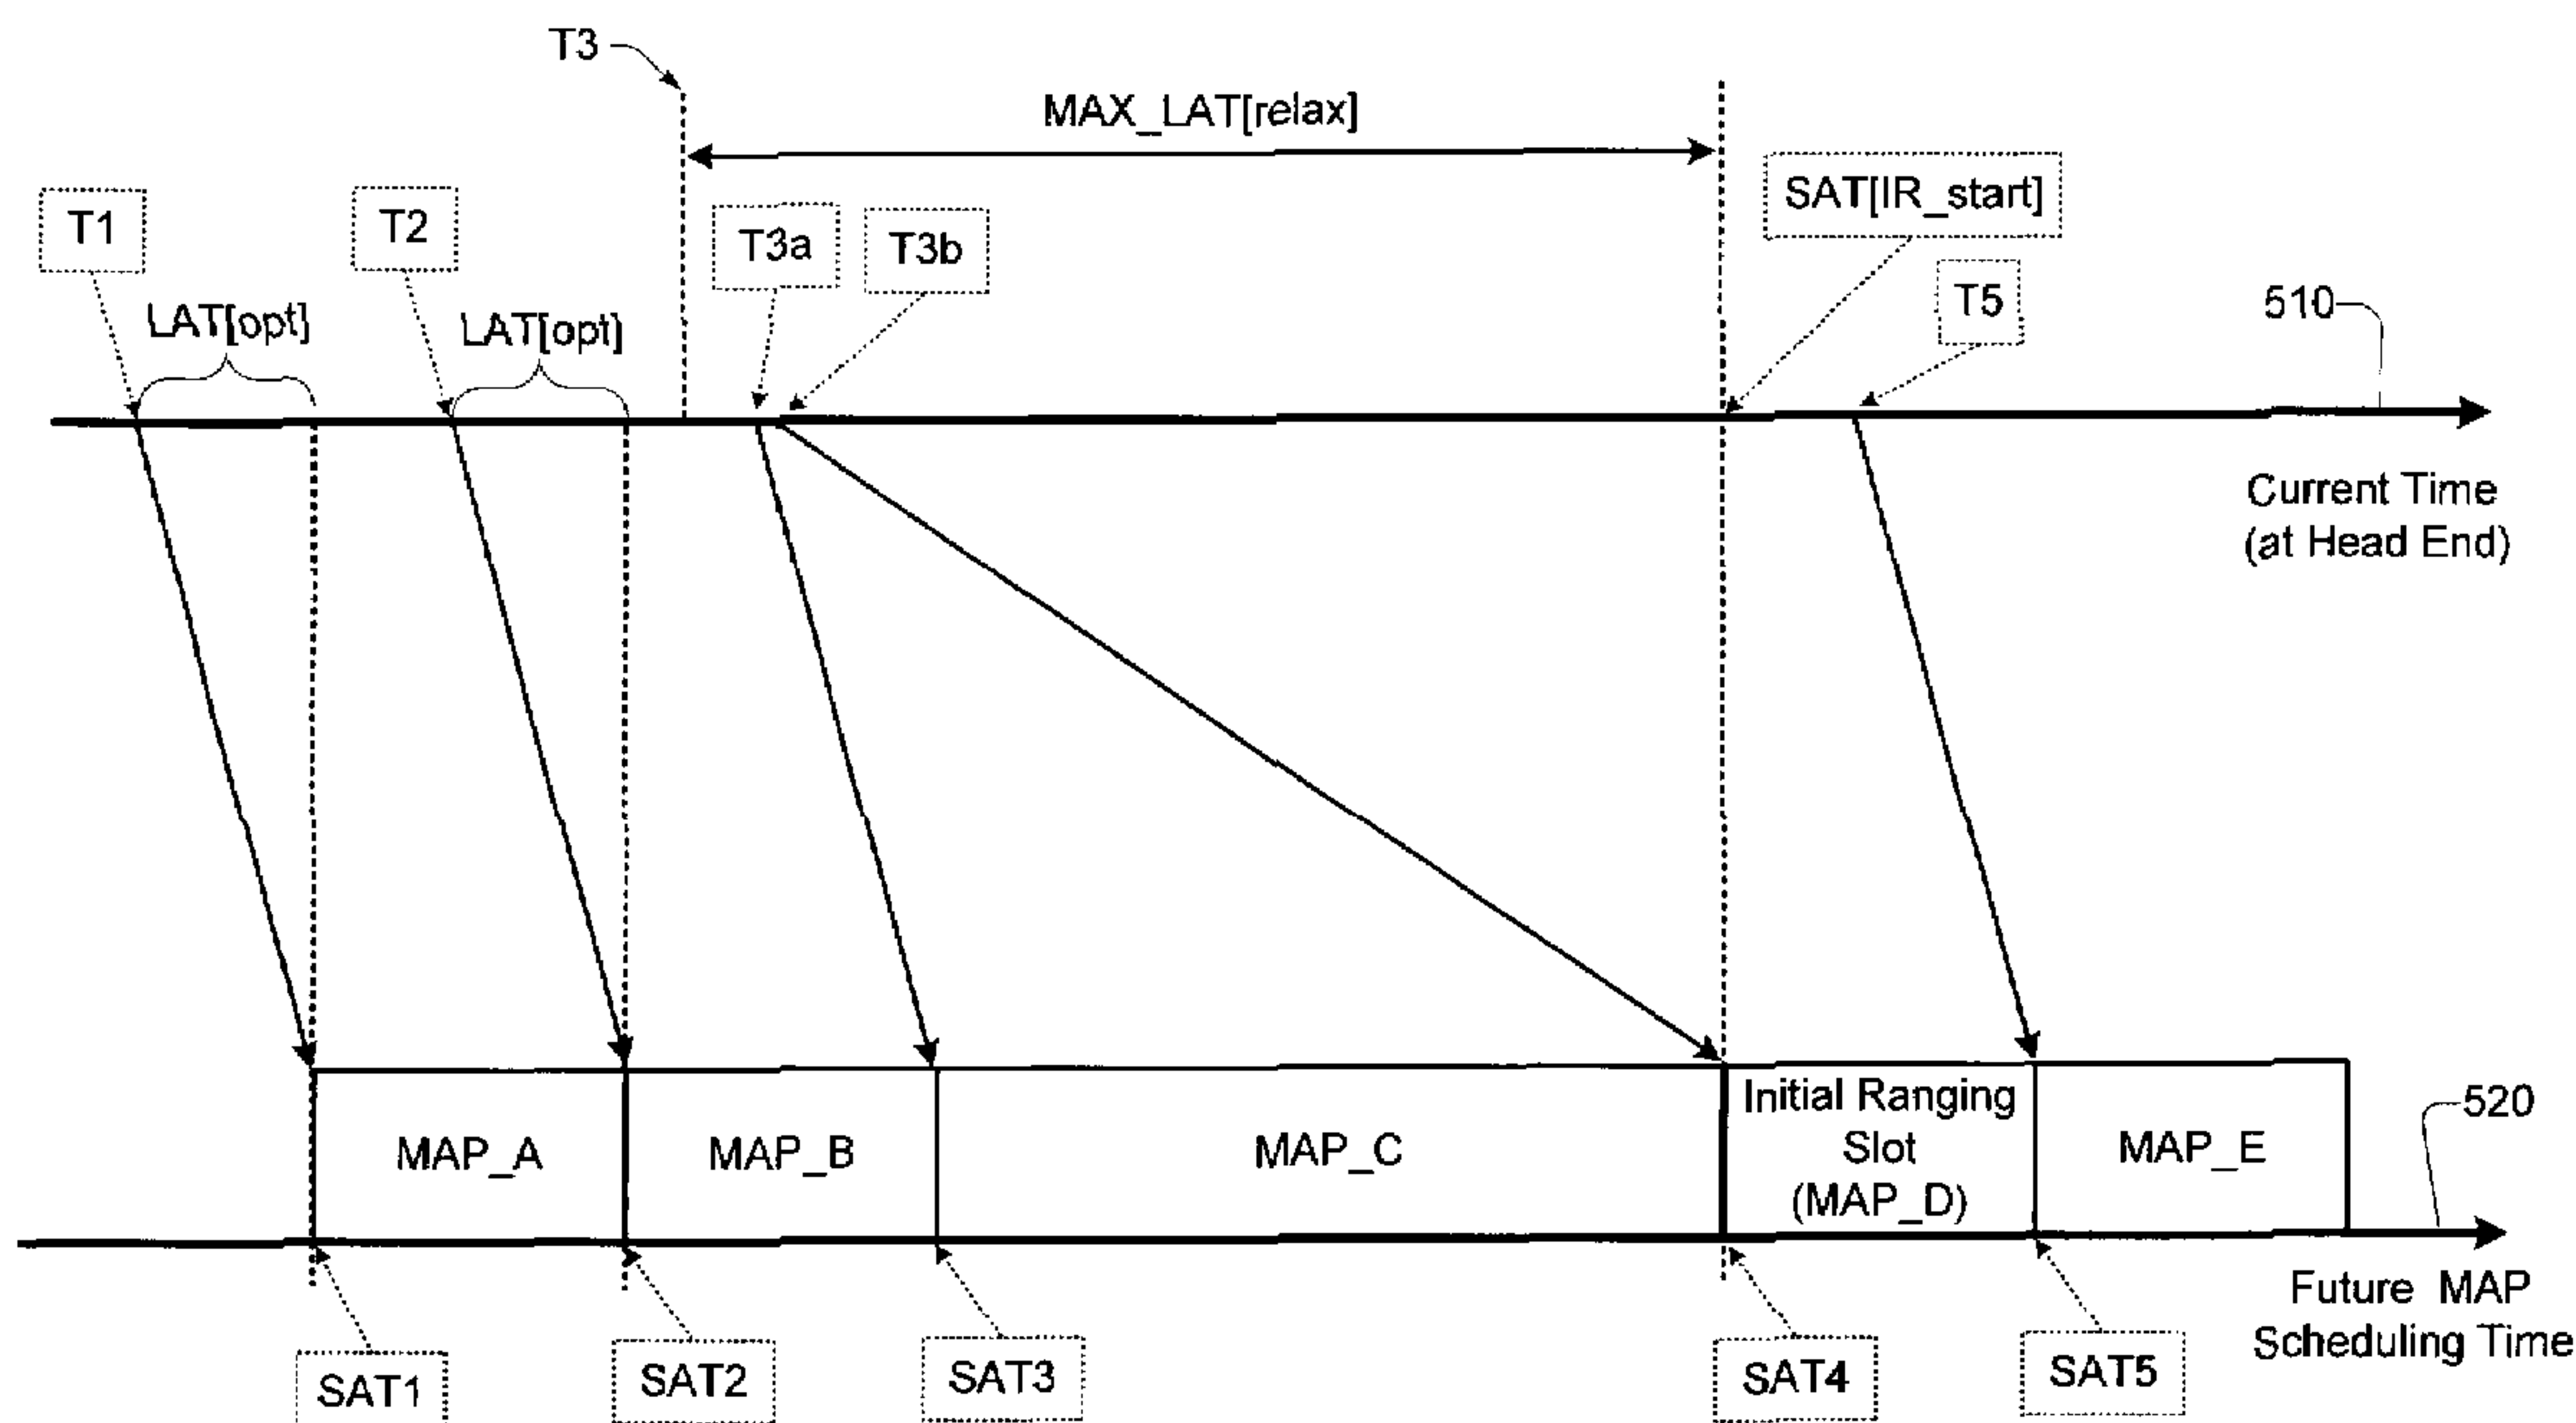 T3
MAX_LAT[relax]
SAT[IR_start]
T1
T2
T3a
T3b
T5
510
LAT[opt]
LAT[opt]
Current Time
(at Head End)
MAP_A
MAP_B
MAP_C
Initial Ranging
Slot
(MAP_D)
MAP_E
520
Future MAP
Scheduling Time
SAT1
SAT2
SAT3
SAT4
SAT5